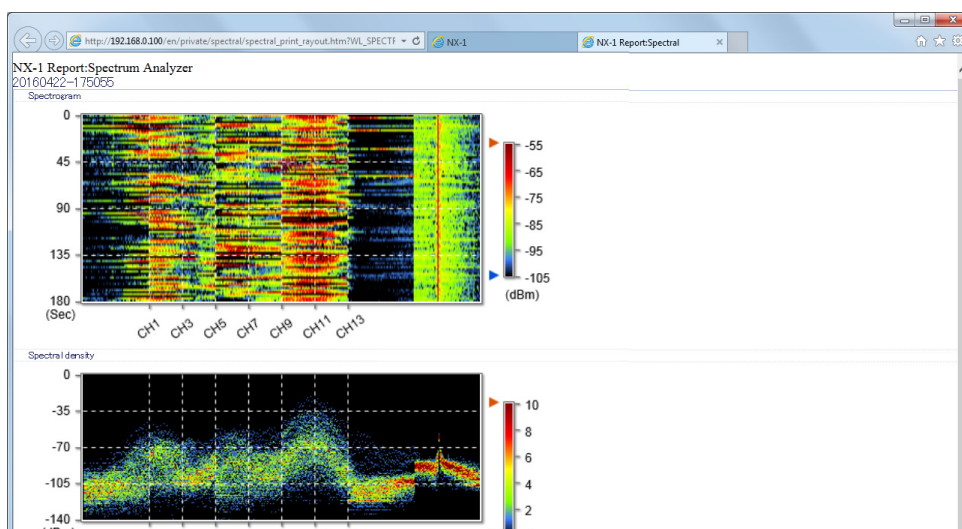 http://192.168.0.100/en/private/spectral/spectral_print_rayout.htm?WL_SPECTF
NX-1
NX-1 Report:Spectral
NX-1 Report:Spectrum Analyzer
20160422-175055
Spectrogram
0
45
90
135
180
(Sec)
CH1 CH3 CH5 CH7 CH9 CH11 CH13
-55
-65
-75
-85
-95
-105
(dBm)
Spectral density
0
-35
-70
-105
-140
10
8
6
4
2